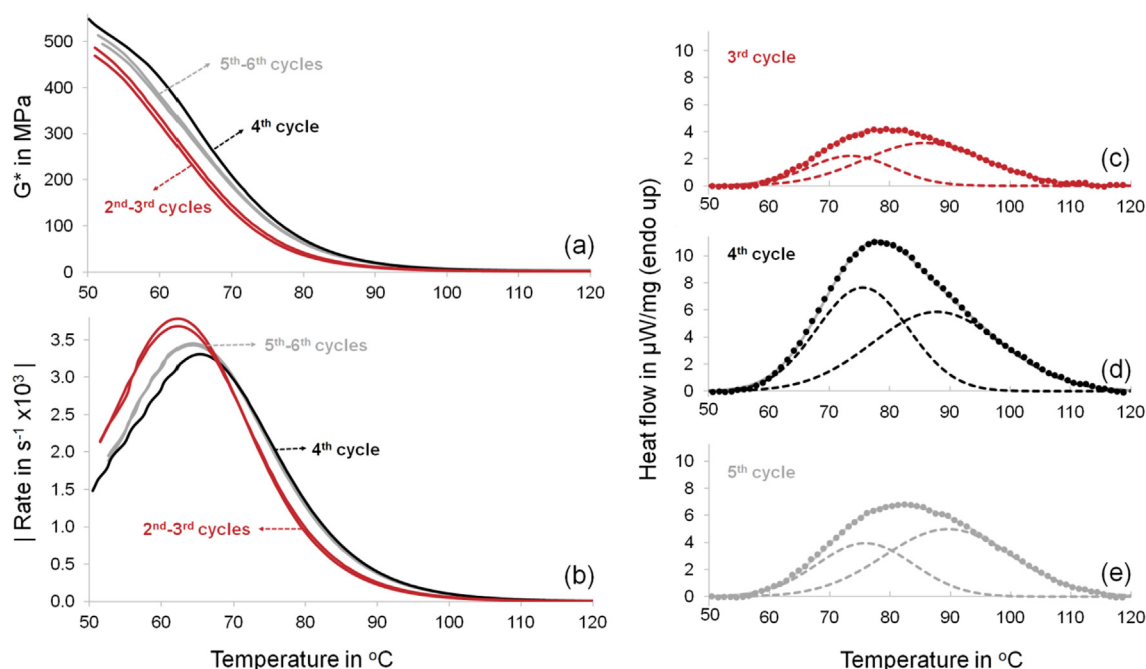 G* in MPa
500
400
300
200
100
0
5th-6th cycles
4th cycle
2nd-3rd cycles
(a)
50 60 70 80 90 100 110 120
| Rate in s-1 x103 |
3.5
3.0
2.5
2.0
1.5
1.0
0.5
0.0
5th-6th cycles
4th cycle
2nd-3rd cycles
(b)
50 60 70 80 90 100 110 120
Temperature in oC
Heat flow in µW/mg (endo up)
10
8
6
4
2
0
3rd cycle
(c)
50 60 70 80 90 100 110 120
10
8
6
4
2
0
4th cycle
(d)
50 60 70 80 90 100 110 120
10
8
6
4
2
0
5th cycle
(e)
50 60 70 80 90 100 110 120
Temperature in oC